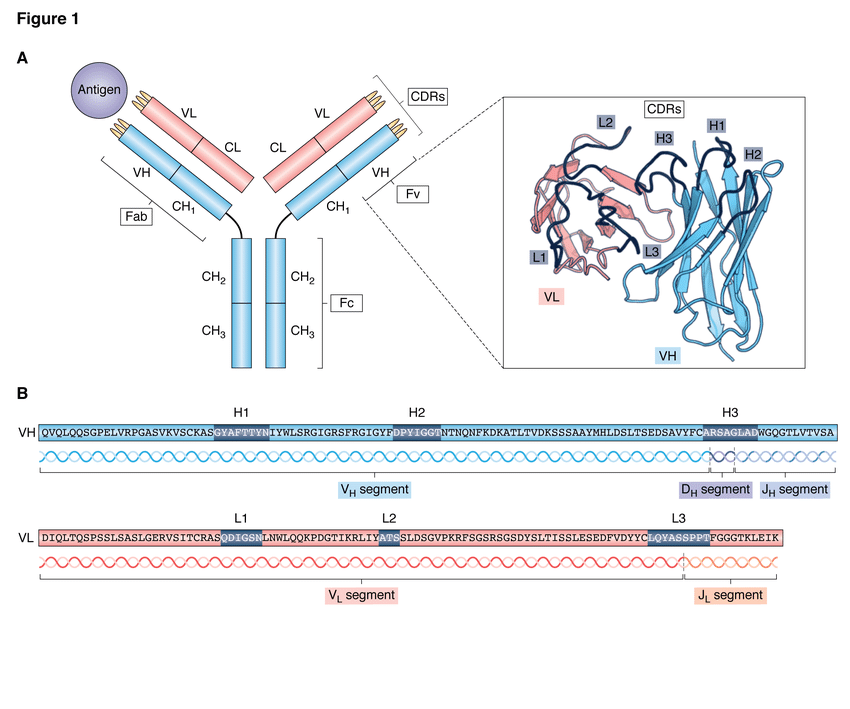 Figure 1
A
Antigen
VL
CL
VH
CH1
Fab
VL
CL
VH
CH1
CDRs
Fv
CH2
CH2
CH3
CH3
Fc
CDRs
L2
H3
H1
H2
L1
L3
VL
VH
B
H1 H2 H3
VH QVQLQQSGPELVRPGASVKVSCKASGYAFTTYNIYWLSRGIGRSFRGIGYFDPYIGGTNTNQNFKDKATLTVDKSSSAAYMHLDSLTSEDSAVYFCARSAGLADWGQGTLVTVSA
VH segment DH segment JH segment
L1 L2 L3
VL DIQLTQSPSSLSASLGERVSITCRASQDIGSNLNWLQQKPDGTIKRLIYATSSLDSGVPKRFSGSRSGSDYSLTISSLESEDFVDYYCLQYASSPPTFGGGTKLEIK
VL segment JL segment